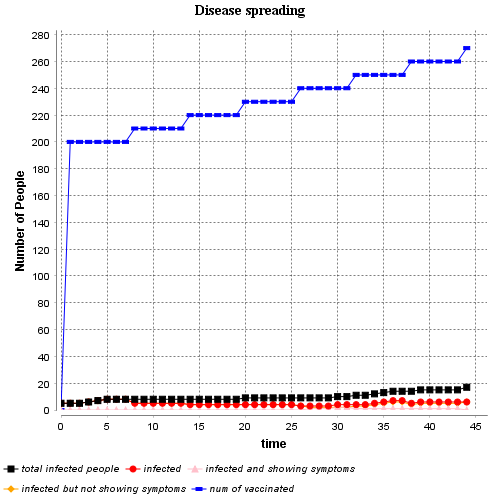 Disease spreading
Number of People
280
260
240
220
200
180
160
140
120
100
80
60
40
20
0
0 5 10 15 20 25 30 35 40 45
time
total infected people infected infected and showing symptoms
infected but not showing symptoms num of vaccinated